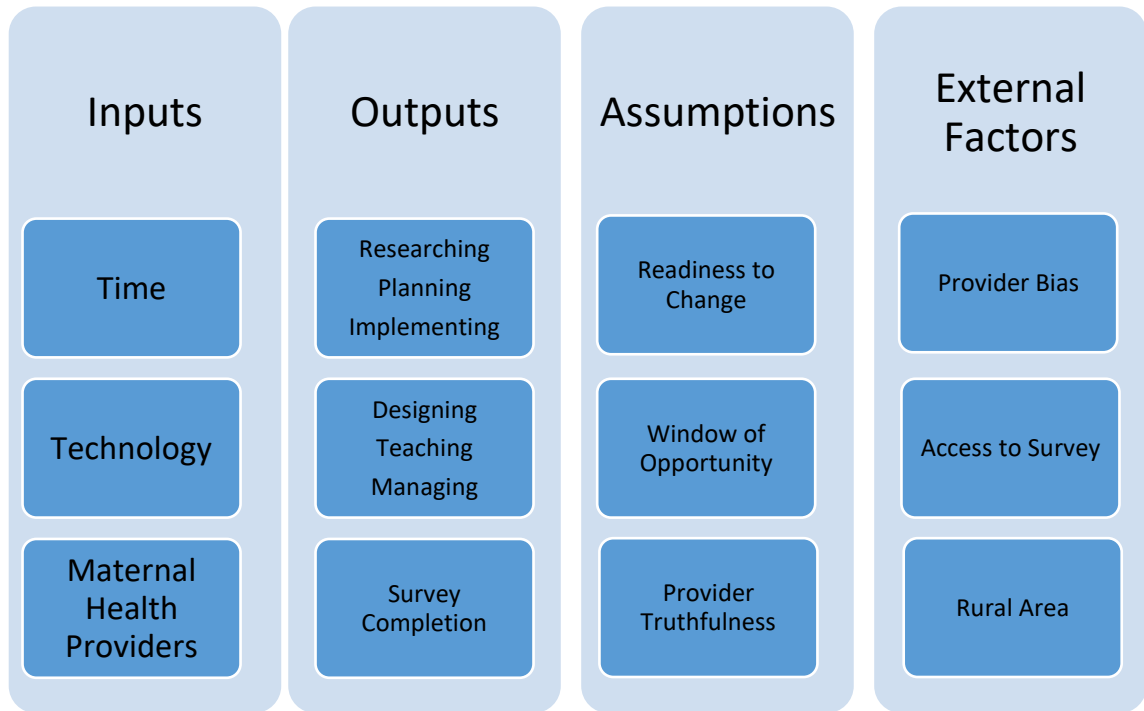 Inputs
Time
Technology
Maternal
Health
Providers
Outputs
Researching
Planning
Implementing
Designing
Teaching
Managing
Survey
Completion
Assumptions
Readiness to
Change
Window of
Opportunity
Provider
Truthfulness
External
Factors
Provider Bias
Access to Survey
Rural Area